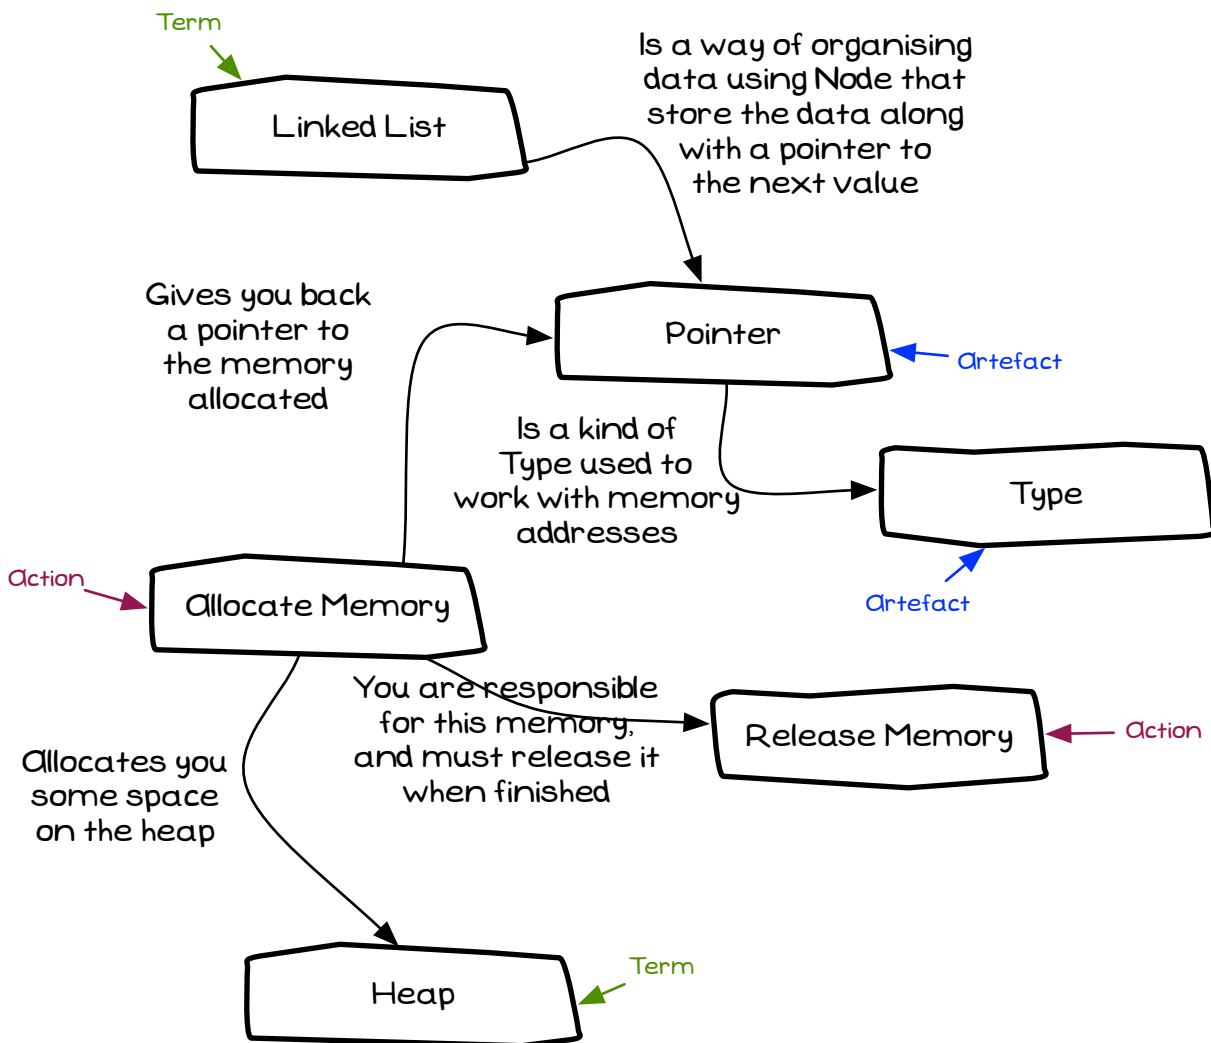 Term
Linked List
Is a way of organising
data using Node that
store the data along
with a pointer to
the next value
Gives you back
a pointer to
the memory
allocated
Pointer
Artefact
Is a kind of
Type used to
work with memory
addresses
Type
Artefact
Action
Allocate Memory
You are responsible
for this memory,
and must release it
when finished
Release Memory
Action
Allocates you
some space
on the heap
Heap
Term